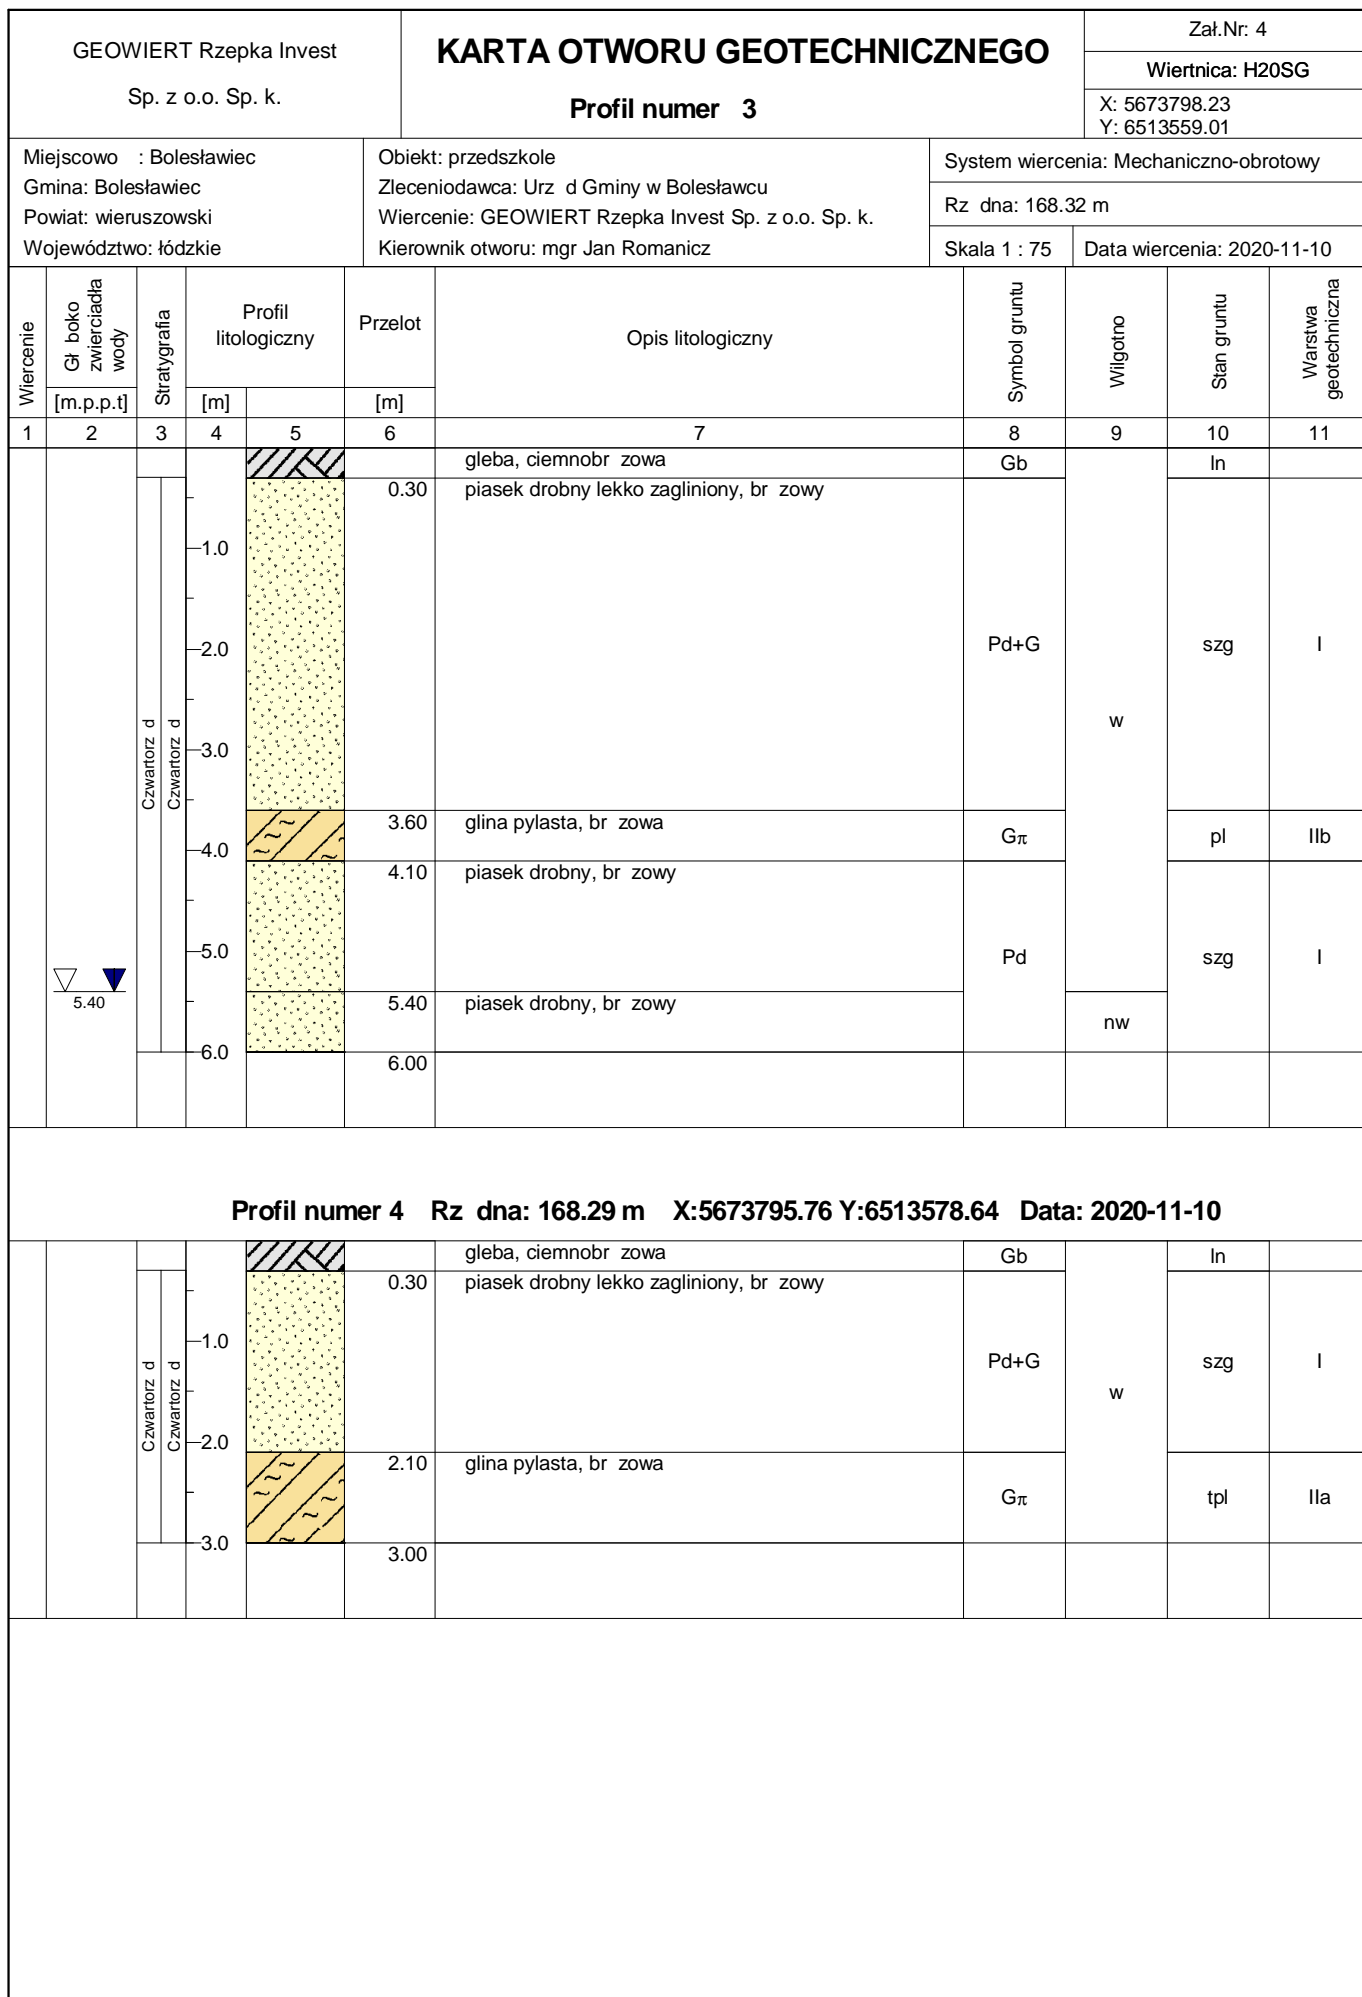 GEOWIERT Rzepka Invest
Sp. z o.o. Sp. k.
KARTA OTWORU GEOTECHNICZNEGO
Profil numer 3
Zał.Nr: 4
Wiertnica: H20SG
X: 5673798.23
Y: 6513559.01
Miejscowo : Bolesławiec
Gmina: Bolesławiec
Powiat: wieruszowski
Województwo: łódzkie
Obiekt: przedszkole
Zleceniodawca: Urz d Gminy w Bolesławcu
Wiercenie: GEOWIERT Rzepka Invest Sp. z o.o. Sp. k.
Kierownik otworu: mgr Jan Romanicz
System wiercenia: Mechaniczno-obrotowy
Rz dna: 168.32 m
Skala 1 : 75
Data wiercenia: 2020-11-10
Wiercenie
Gł boko
zwierciadła
wody
[m.p.p.t]
Stratygrafia
Profil
litologiczny
[m]
Przelot
[m]
Opis litologiczny
Symbol gruntu
Wilgotno
Stan gruntu
Warstwa
geotechniczna
1 2 3 4 5 6 7 8 9 10 11
gleba, ciemnobr zowa Gb ln
0.30 piasek drobny lekko zagliniony, br zowy
1.0
2.0 Pd+G szg I
w
3.0
Czwartorz d
Czwartorz d
3.60 glina pylasta, br zowa
Gπ pl IIb
4.0
4.10 piasek drobny, br zowy
5.0 Pd szg I
5.40
5.40 piasek drobny, br zowy
nw
6.0
6.00
Profil numer 4 Rz dna: 168.29 m X:5673795.76 Y:6513578.64 Data: 2020-11-10
gleba, ciemnobr zowa Gb ln
0.30 piasek drobny lekko zagliniony, br zowy
1.0
Pd+G szg I
w
Czwartorz d
Czwartorz d
2.0
2.10 glina pylasta, br zowa
Gπ tpl IIa
3.0
3.00